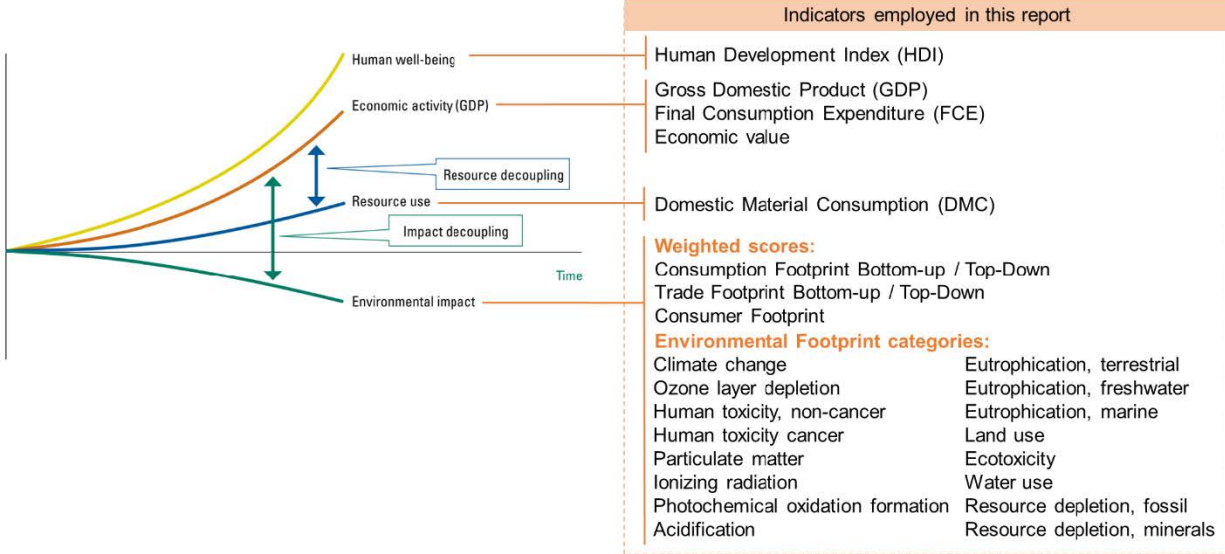 Indicators employed in this report
Human well-being
Human Development Index (HDI)
Economic activity (GDP)
Gross Domestic Product (GDP)
Final Consumption Expenditure (FCE)
Economic value
Resource decoupling
Resource use
Domestic Material Consumption (DMC)
Impact decoupling
Time
Environmental impact
Weighted scores:
Consumption Footprint Bottom-up / Top-Down
Trade Footprint Bottom-up / Top-Down
Consumer Footprint
Environmental Footprint categories:
Climate change
Ozone layer depletion
Human toxicity, non-cancer
Human toxicity cancer
Particulate matter
Ionizing radiation
Photochemical oxidation formation
Acidification
Eutrophication, terrestrial
Eutrophication, freshwater
Eutrophication, marine
Land use
Ecotoxicity
Water use
Resource depletion, fossil
Resource depletion, minerals